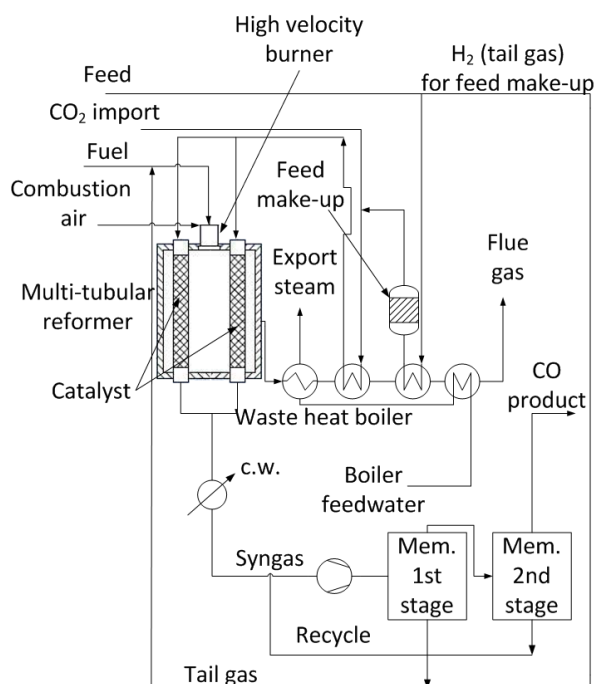 High velocity
burner
H₂ (tail gas)
for feed make-up
Feed
CO₂ import
Fuel
Combustion
air
Feed
make-up
Export
steam
Flue
gas
Multi-tubular
reformer
Catalyst
Waste heat boiler
CO
product
c.w.
Boiler
feedwater
Syngas
Mem.
1st
stage
Mem.
2nd
stage
Recycle
Tail gas